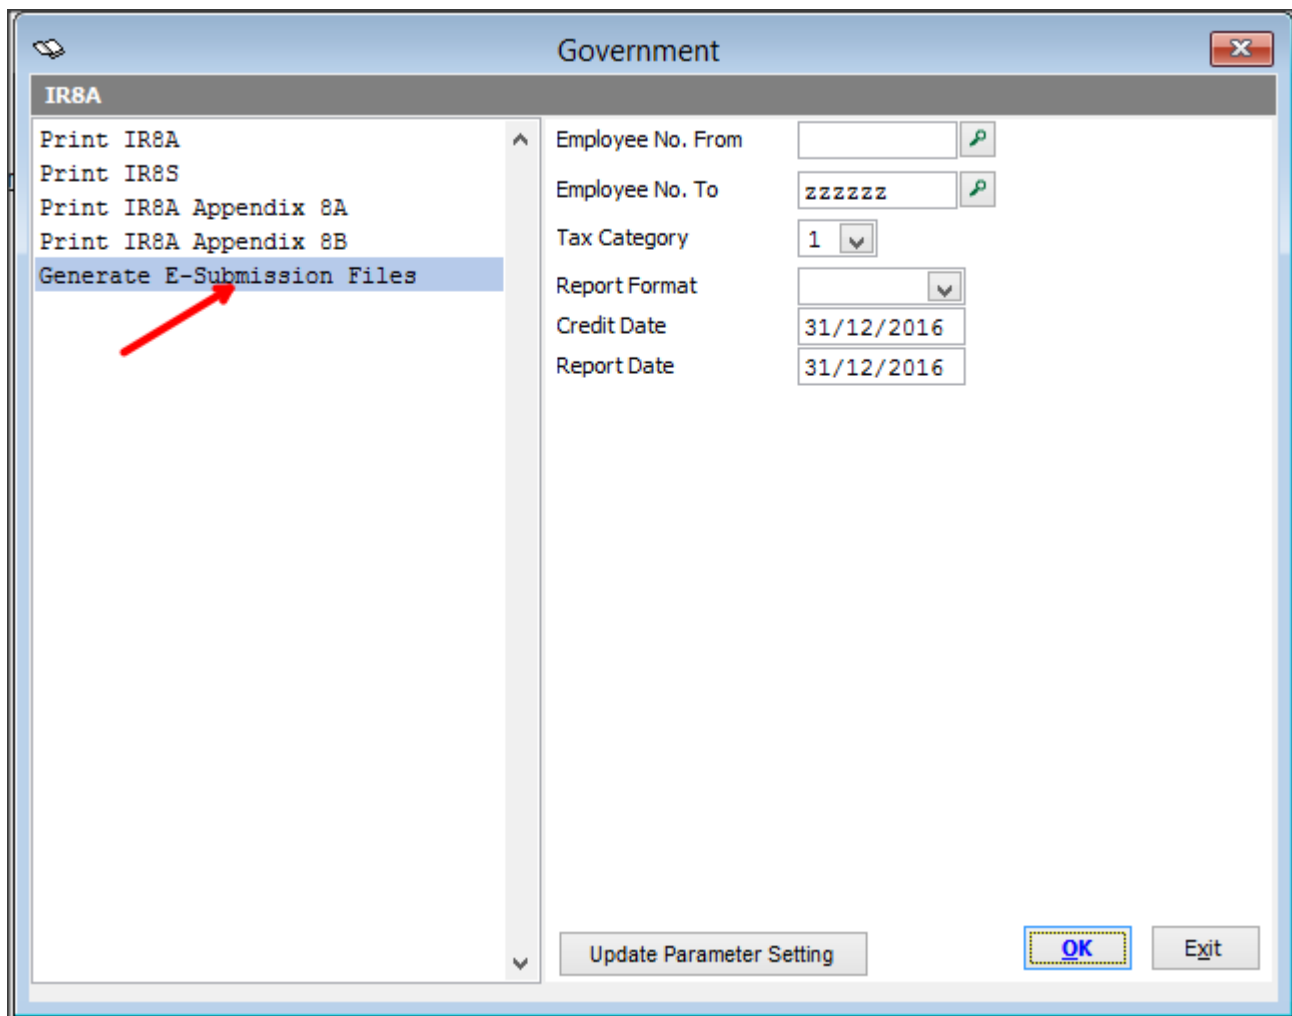 Government
IR8A
Print IR8A
Print IR8S
Print IR8A Appendix 8A
Print IR8A Appendix 8B
Generate E-Submission Files
Employee No. From
Employee No. To zzzzzz
Tax Category 1
Report Format
Credit Date 31/12/2016
Report Date 31/12/2016
Update Parameter Setting OK Exit